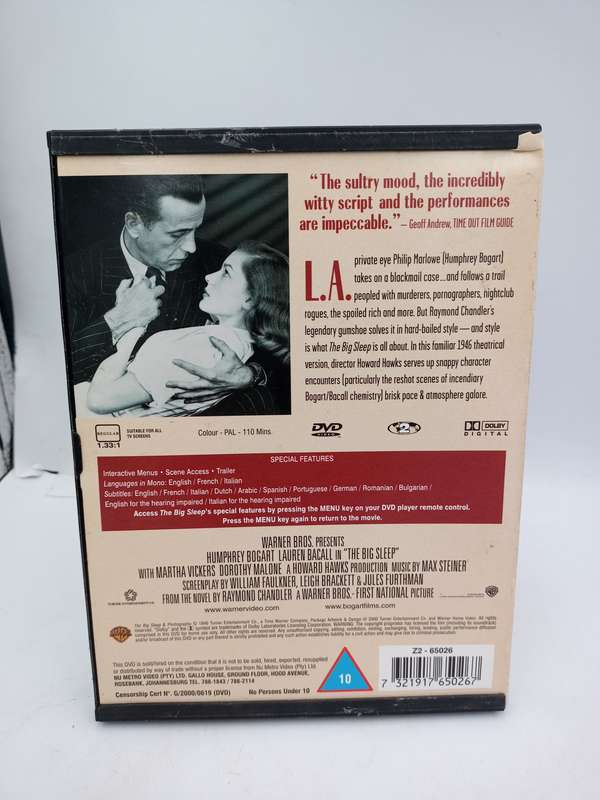 “The sultry mood, the incredibly
witty script and the performances
are impeccable.” — Geoff Andrew, TIME OUT FILM GUIDE
L.A. private eye Philip Marlowe (Humphrey Bogart)
takes on a blackmail case...and follows a trail
peopled with murderers, pornographers, nightclub
rogues, the spoiled rich and more. But Raymond Chandler's
legendary gumshoe solves it in hard-boiled style — and style
is what The Big Sleep is all about. In this familiar 1946 theatrical
version, director Howard Hawks serves up snappy character
encounters (particularly the reshot scenes of incendiary
Bogart/Bacall chemistry) brisk pace & atmosphere galore.
REGULAR
1.33:1
SUITABLE FOR ALL
TV SCREENS
Colour - PAL - 110 Mins.
DVD
VIDEO
2
DOLBY
DIGITAL
SPECIAL FEATURES
Interactive Menus • Scene Access • Trailer
Languages in Mono: English / French / Italian
Subtitles: English / French / Italian / Dutch / Arabic / Spanish / Portuguese / German / Romanian / Bulgarian /
English for the hearing impaired / Italian for the hearing impaired
Access The Big Sleep's special features by pressing the MENU key on your DVD player remote control.
Press the MENU key again to return to the movie.
WARNER BROS. PRESENTS
HUMPHREY BOGART LAUREN BACALL IN "THE BIG SLEEP"
WITH MARTHA VICKERS DOROTHY MALONE A HOWARD HAWKS PRODUCTION MUSIC BY MAX STEINER
SCREENPLAY BY WILLIAM FAULKNER, LEIGH BRACKETT & JULES FURTHMAN
FROM THE NOVEL BY RAYMOND CHANDLER A WARNER BROS.- FIRST NATIONAL PICTURE
TURNER ENTERTAINMENT CO.
www.warnervideo.com
www.bogartfilms.com
This DVD is sold/rented on the condition that it is not to be sold, hired, exported, resupplied
or distributed by way of trade without a proper license from Nu Metro Video (Pty) Ltd.
NU METRO VIDEO (PTY) LTD. GALLO HOUSE, GROUND FLOOR, HOOD AVENUE,
ROSEBANK, JOHANNESBURG TEL. 788-1843 / 788-2114
Censorship Cert N°. G/2000/0619 (DVD)
No Persons Under 10
10
Z2 - 65026
7 321917 650267